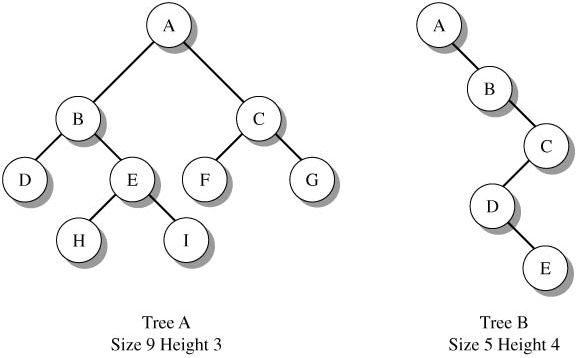 A
B
C
D
E
F
G
H
I
Tree A
Size 9 Height 3
A
B
C
D
E
Tree B
Size 5 Height 4